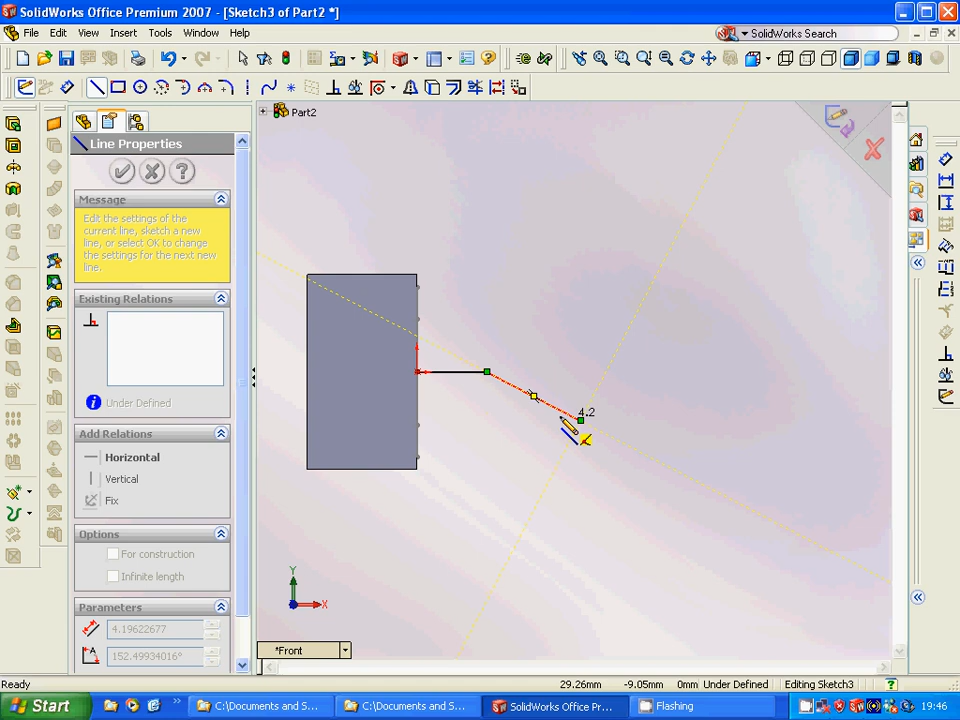 SolidWorks Office Premium 2007 - [Sketch3 of Part2 *]
File Edit View Insert Tools Window Help
SolidWorks Search
Part2
Line Properties
Message
Edit the settings of the
current line, sketch a new
line, or select OK to change
the settings for the next new
line.
Existing Relations
Under Defined
Add Relations
Horizontal
Vertical
Fix
Options
For construction
Infinite length
Parameters
4.19622677
152.49934016°
4.2
Y
X
*Front
Ready
29.26mm -9.05mm 0mm Under Defined Editing Sketch3
Start
C:\Documents and S...
C:\Documents and S...
SolidWorks Office Pr...
Flashing
19:46